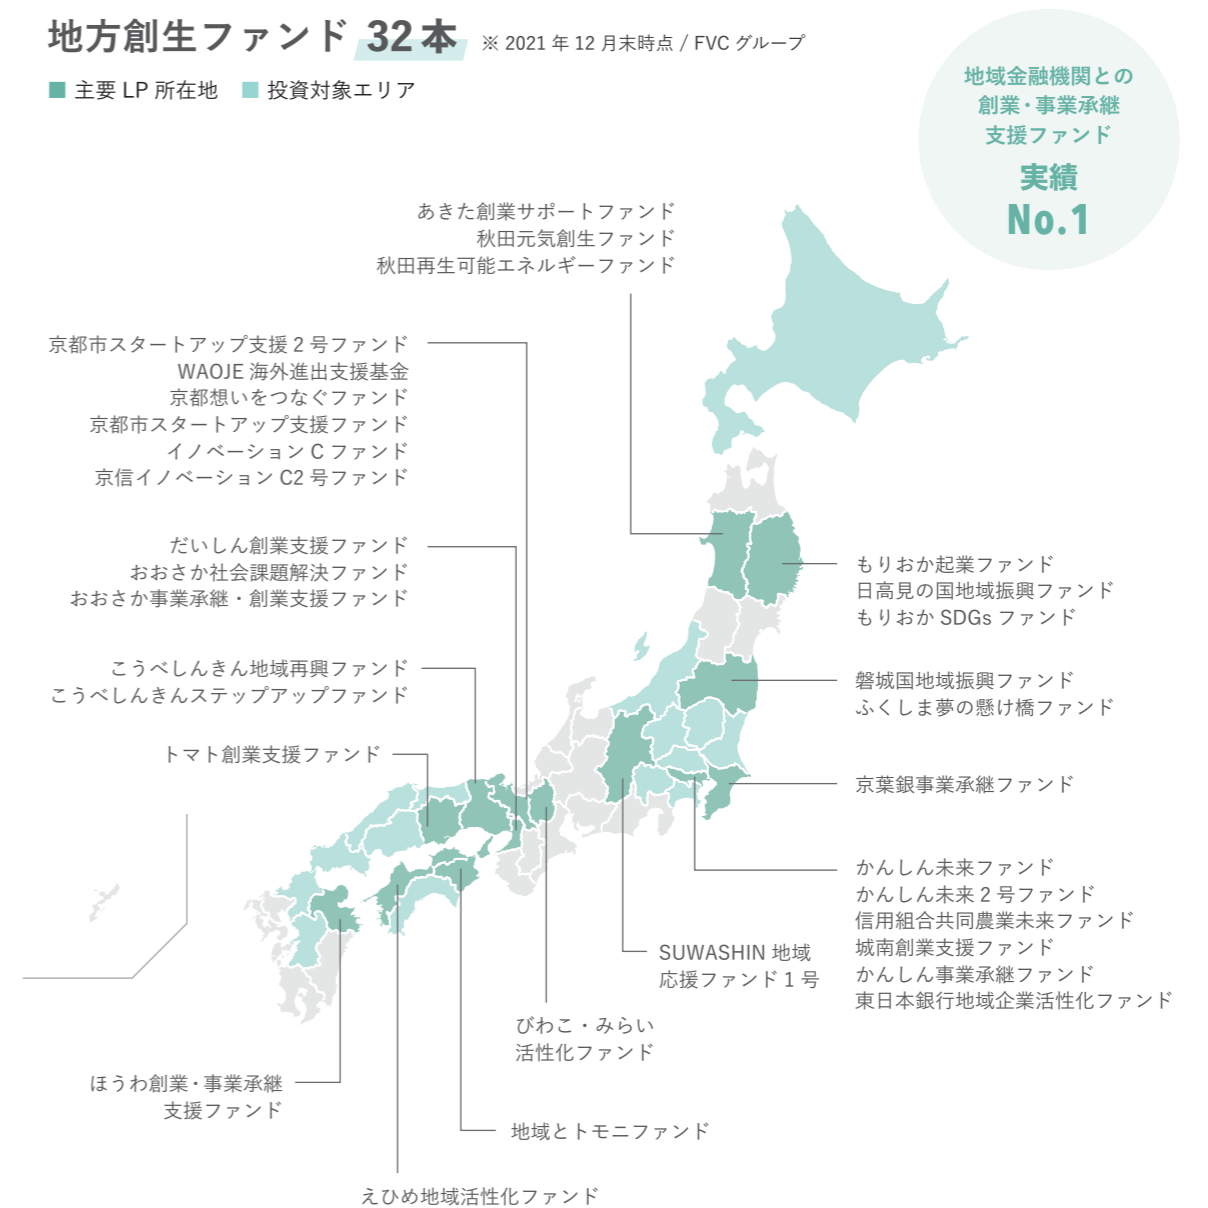 地方創生ファンド 32本 ※ 2021 年 12 月末時点 / FVC グループ
主要 LP 所在地 投資対象エリア
地域金融機関との
創業・事業承継
支援ファンド
実績
No.1
あきた創業サポートファンド
秋田元気創生ファンド
秋田再生可能エネルギーファンド
京都市スタートアップ支援 2 号ファンド
WAOJE 海外進出支援基金
京都想いをつなぐファンド
京都市スタートアップ支援ファンド
イノベーション C ファンド
京信イノベーション C2 号ファンド
だいしん創業支援ファンド
おおさか社会課題解決ファンド
おおさか事業承継・創業支援ファンド
こうべしんきん地域再興ファンド
こうべしんきんステップアップファンド
トマト創業支援ファンド
もりおか起業ファンド
日高見の国地域振興ファンド
もりおか SDGs ファンド
磐城国地域振興ファンド
ふくしま夢の懸け橋ファンド
京葉銀事業承継ファンド
かんしん未来ファンド
かんしん未来 2 号ファンド
信用組合共同農業未来ファンド
城南創業支援ファンド
かんしん事業承継ファンド
東日本銀行地域企業活性化ファンド
SUWASHIN 地域
応援ファンド 1 号
びわこ・みらい
活性化ファンド
ほうわ創業・事業承継
支援ファンド
地域とトモニファンド
えひめ地域活性化ファンド